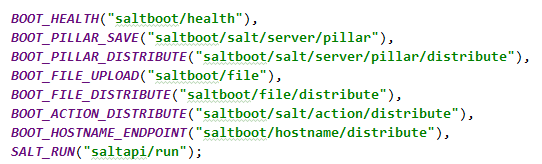 BOOT_HEALTH("saltboot/health"),
BOOT_PILLAR_SAVE("saltboot/salt/server/pillar"),
BOOT_PILLAR_DISTRIBUTE("saltboot/salt/server/pillar/distribute"),
BOOT_FILE_UPLOAD("saltboot/file"),
BOOT_FILE_DISTRIBUTE("saltboot/file/distribute"),
BOOT_ACTION_DISTRIBUTE("saltboot/salt/action/distribute"),
BOOT_HOSTNAME_ENDPOINT("saltboot/hostname/distribute"),
SALT_RUN("saltapi/run");